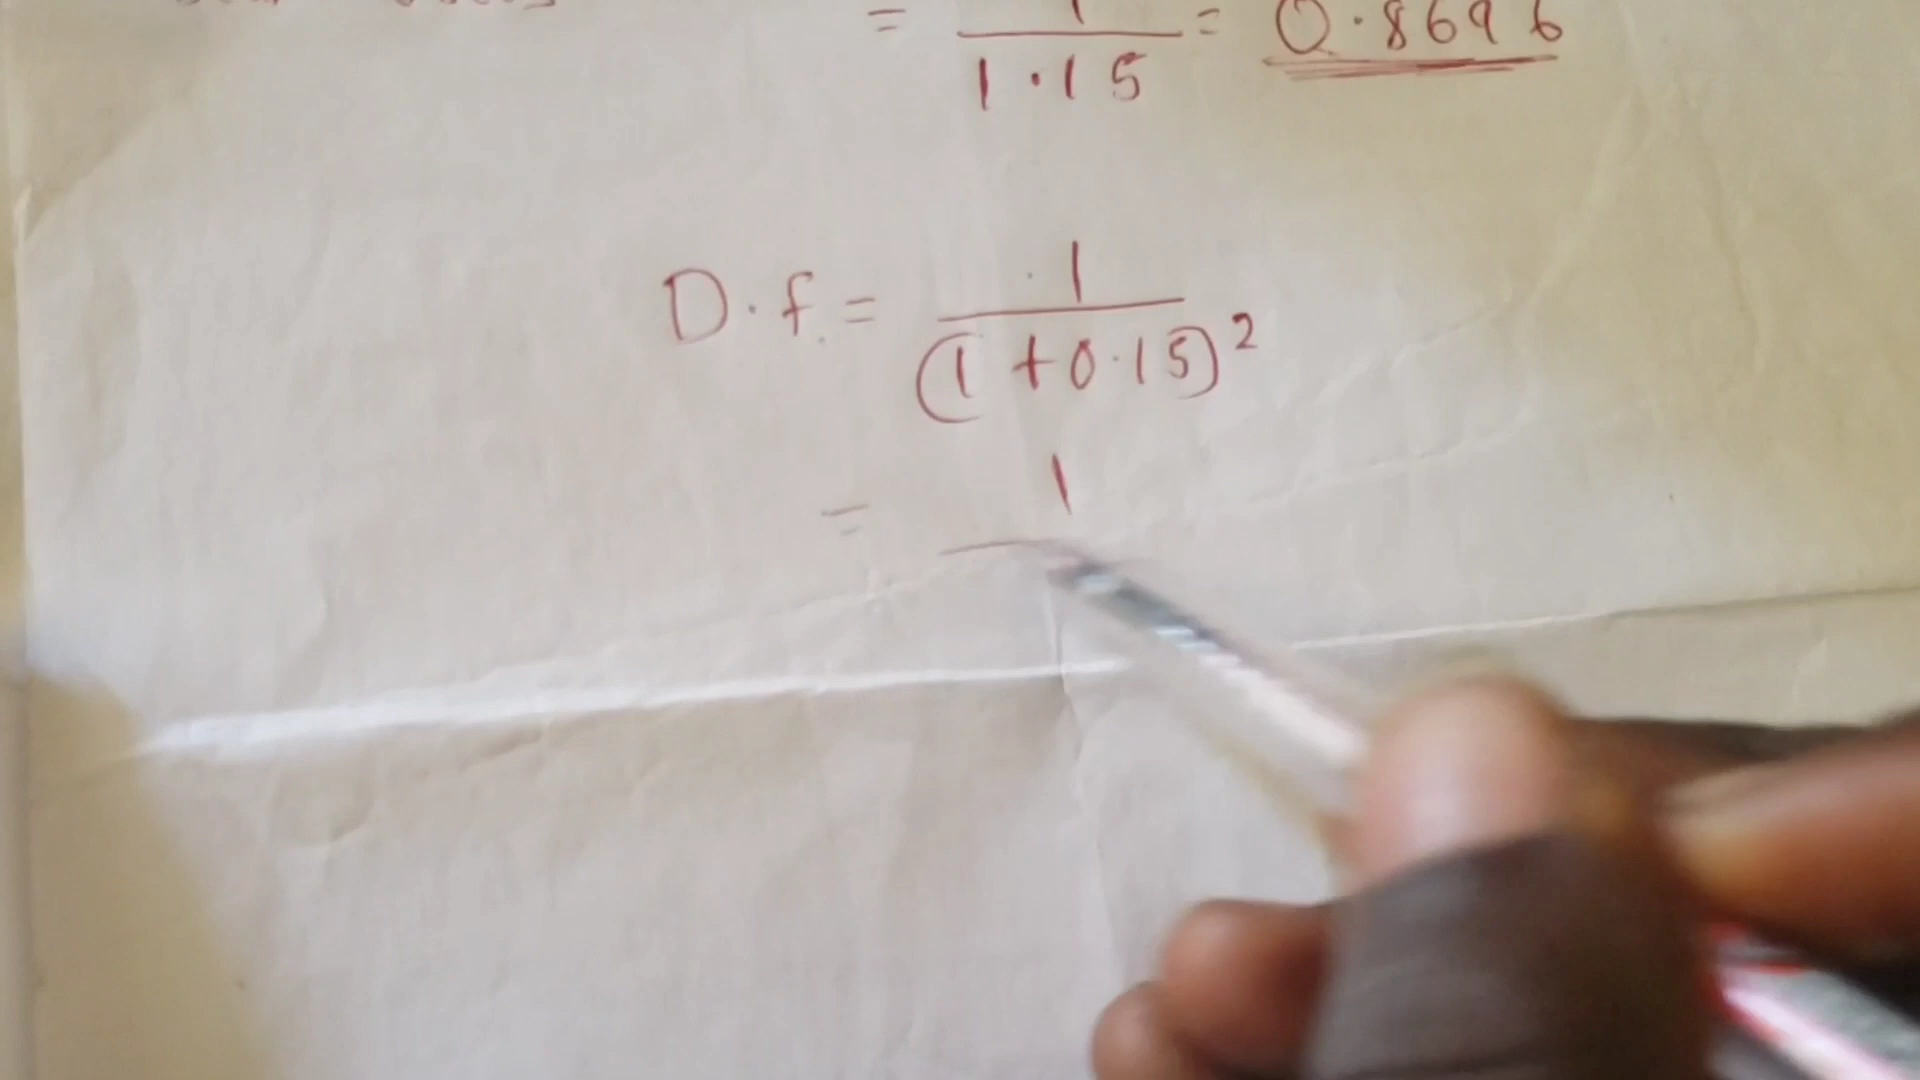 = 1/1.15 = 0.8696
D.f. = 1/(1+0.15)²
= 1